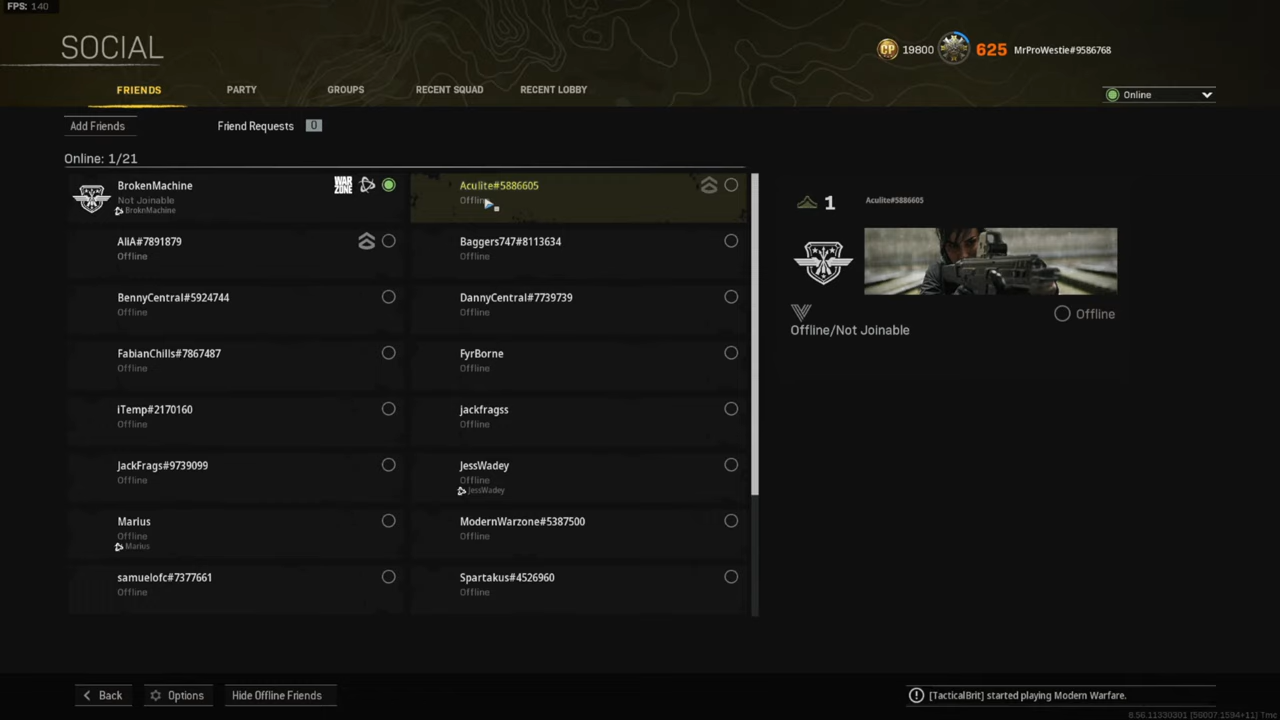 FPS: 140
SOCIAL
19800
625
MrProWestie#9586768
FRIENDS
PARTY
GROUPS
RECENT SQUAD
RECENT LOBBY
Online
Add Friends
Friend Requests 0
Online: 1/21
BrokenMachine
Not Joinable
BroknMachine
WAR ZONE
Aculite#5886605
Offline
AliA#7891879
Offline
Baggers747#8113634
Offline
BennyCentral#5924744
Offline
DannyCentral#7739739
Offline
FabianChills#7867487
Offline
FyrBorne
Offline
iTemp#2170160
Offline
jackfragss
Offline
JackFrags#9739099
Offline
JessWadey
Offline
JessWadey
Marius
Offline
Marius
ModernWarzone#5387500
Offline
samuelofc#7377661
Offline
Spartakus#4526960
Offline
1
Aculite#5886605
Offline
Offline/Not Joinable
Back
Options
Hide Offline Friends
[TacticalBrit] started playing Modern Warfare.